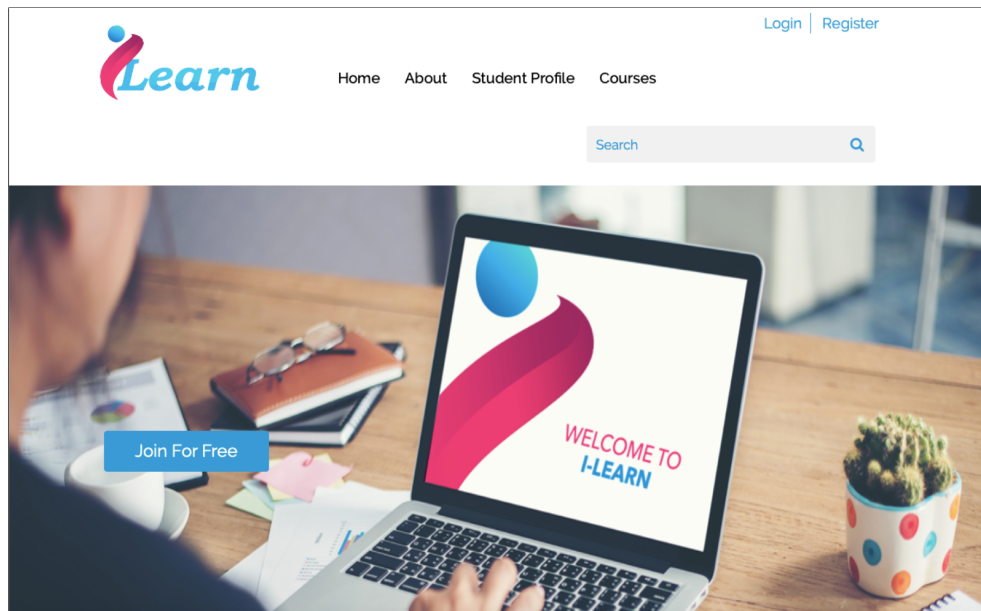 Login
Register
iLearn
Home
About
Student Profile
Courses
Search
Join For Free
WELCOME TO
I-LEARN